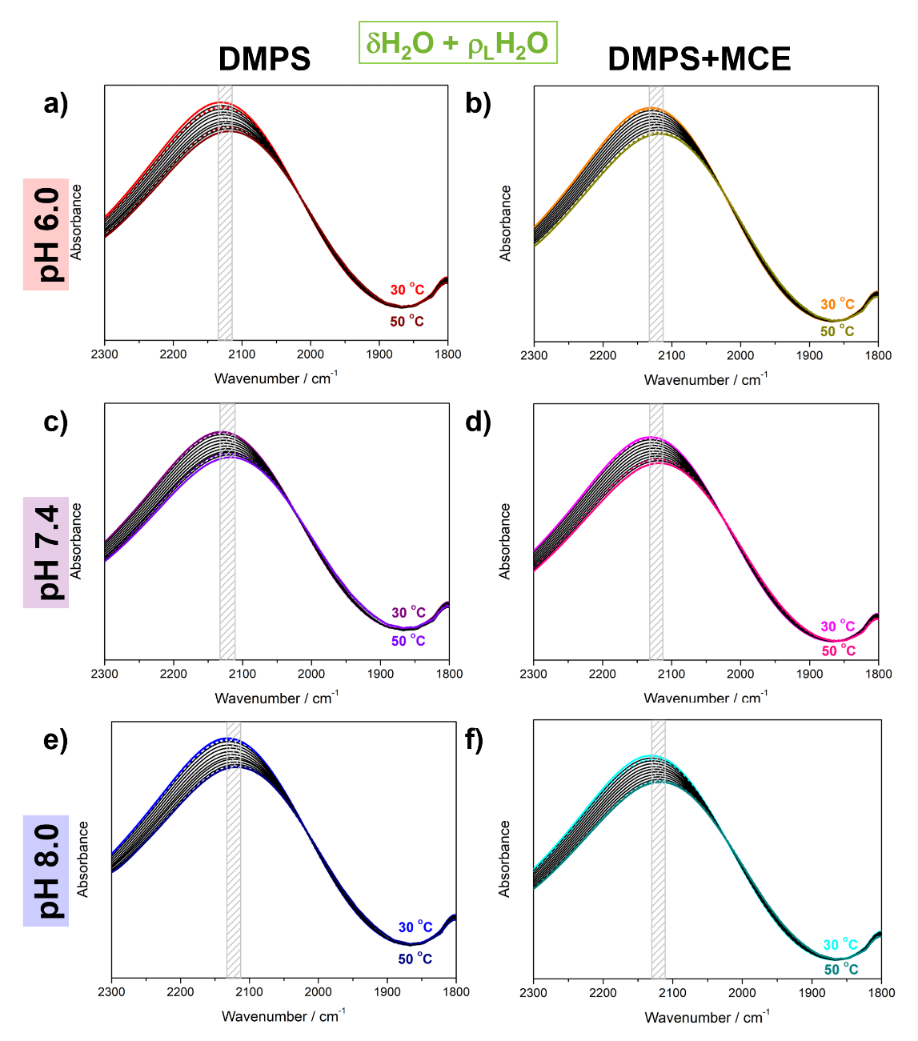 δH₂O + ρLH₂O
DMPS
DMPS+MCE
pH 6.0
a)
Absorbance
30 °C
50 °C
2300 2200 2100 2000 1900 1800
Wavenumber / cm⁻¹
b)
Absorbance
30 °C
50 °C
2300 2200 2100 2000 1900 1800
Wavenumber / cm⁻¹
pH 7.4
c)
Absorbance
30 °C
50 °C
2300 2200 2100 2000 1900 1800
Wavenumber / cm⁻¹
d)
Absorbance
30 °C
50 °C
2300 2200 2100 2000 1900 1800
Wavenumber / cm⁻¹
pH 8.0
e)
Absorbance
30 °C
50 °C
2300 2200 2100 2000 1900 1800
Wavenumber / cm⁻¹
f)
Absorbance
30 °C
50 °C
2300 2200 2100 2000 1900 1800
Wavenumber / cm⁻¹